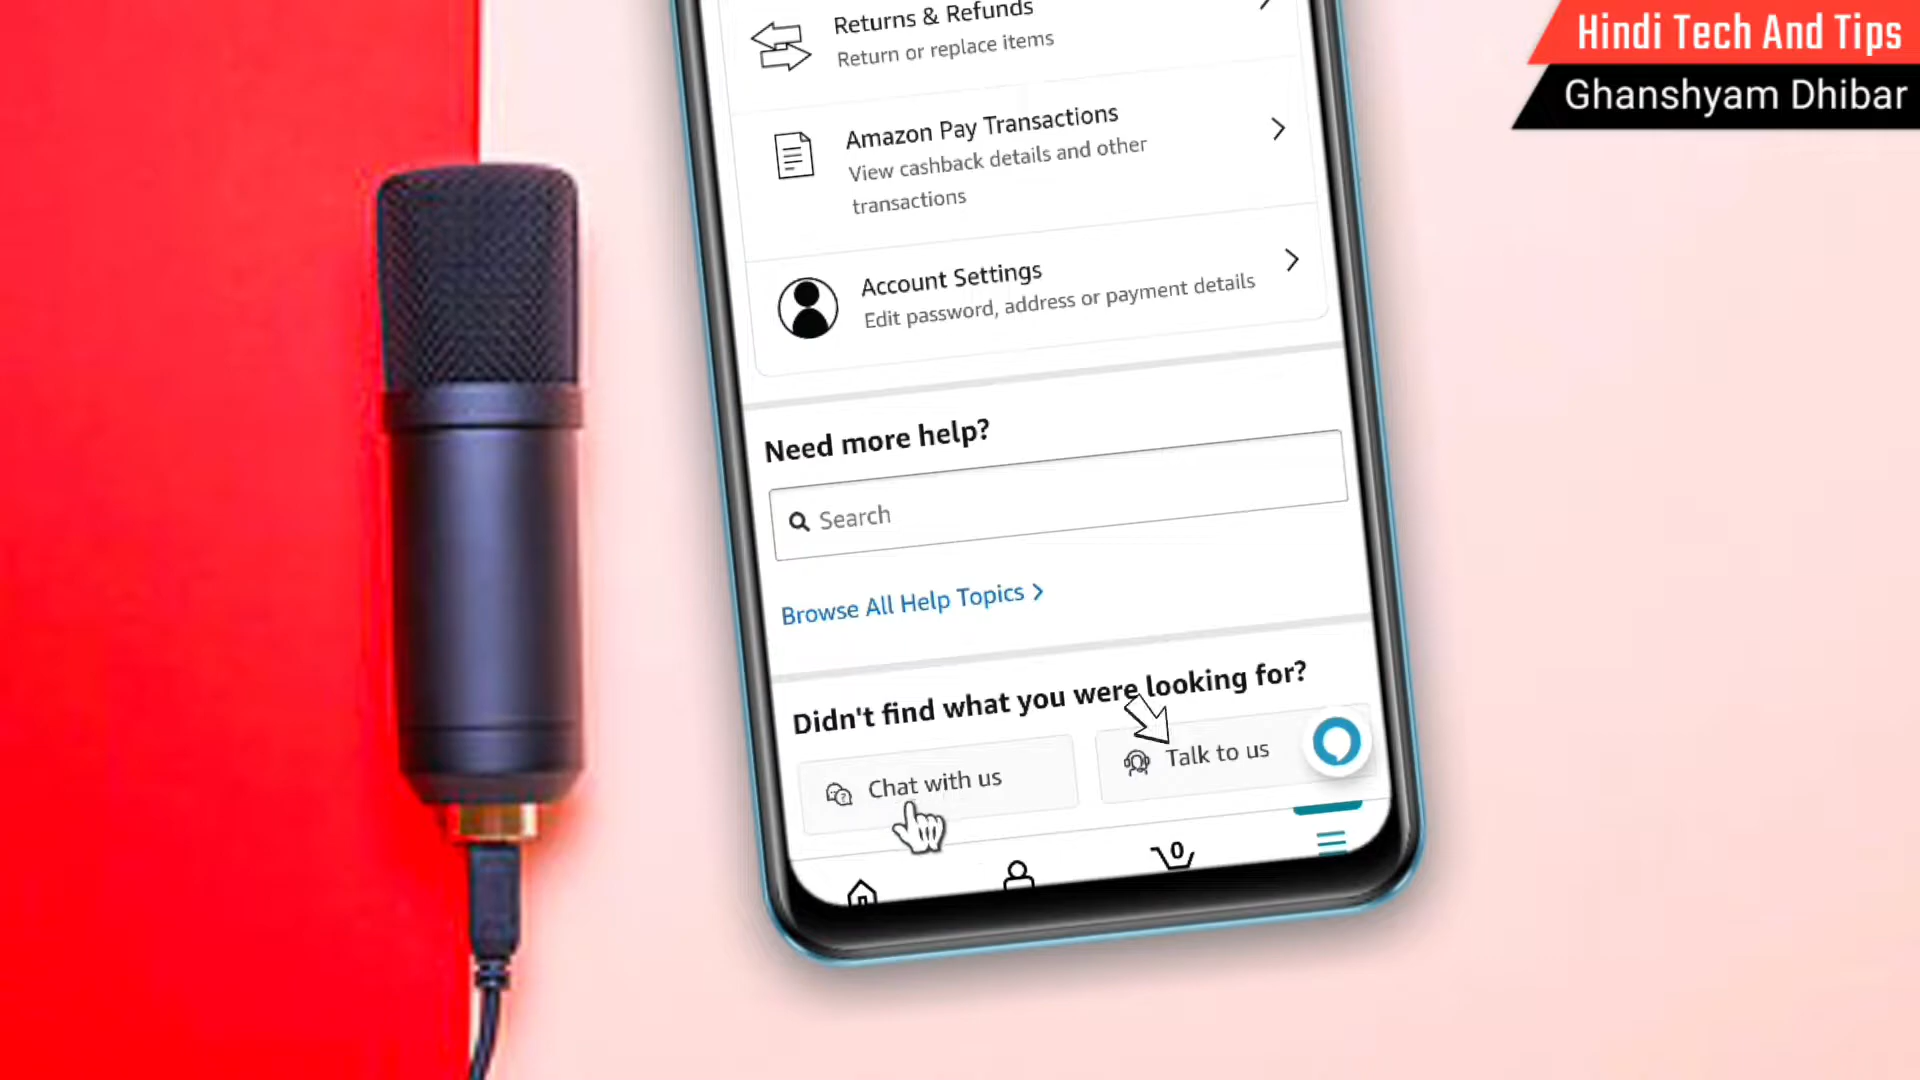 Hindi Tech And Tips
Ghanshyam Dhibar
Returns & Refunds
Return or replace items
Amazon Pay Transactions
View cashback details and other
transactions
Account Settings
Edit password, address or payment details
Need more help?
Search
Browse All Help Topics
Didn't find what you were looking for?
Chat with us
Talk to us
0